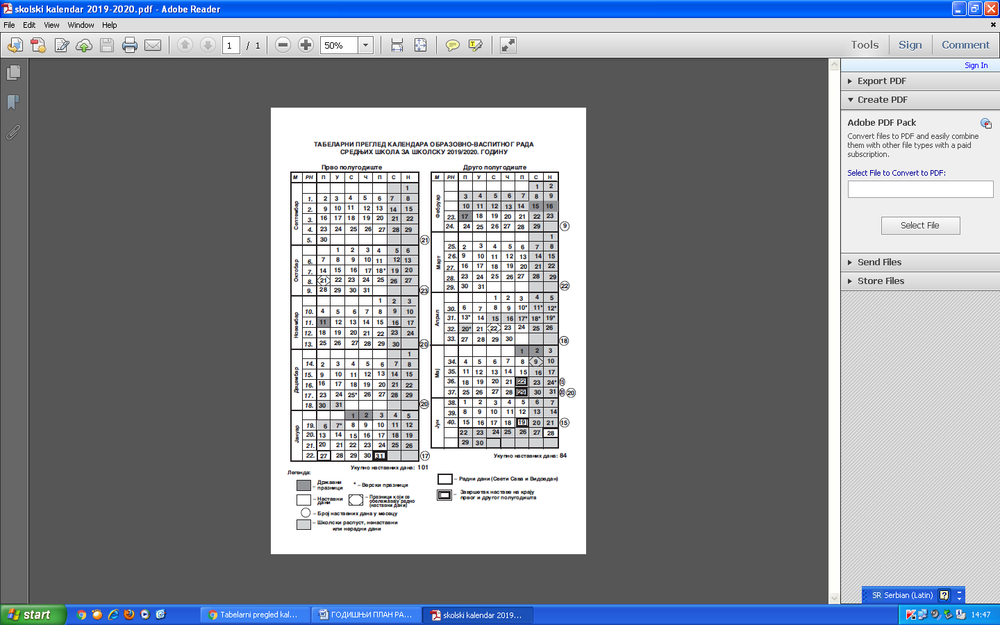 skolski kalendar 2019-2020.pdf - Adobe Reader
File Edit View Window Help
1 / 1 50% Tools Sign Comment
Sign In
Export PDF
Create PDF
Adobe PDF Pack
Convert files to PDF and easily combine
them with other file types with a paid
subscription.
Select File to Convert to PDF:
Select File
Send Files
Store Files
ТАБЕЛАРНИ ПРЕГЛЕД КАЛЕНДАРА ОБРАЗОВНО-ВАСПИТНОГ РАДА
СРЕДЊИХ ШКОЛА ЗА ШКОЛСКУ 2019/2020. ГОДИНУ
Прво полугодиште
М РН П У С Ч П С Н
Септембар
1
1. 2 3 4 5 6 7 8
2. 9 10 11 12 13 14 15
3. 16 17 18 19 20 21 22
4. 23 24 25 26 27 28 29
5. 30 21
Октобар
1 2 3 4 5 6
6. 7 8 9 10 11 12 13
7. 14 15 16 17 18* 19 20
8. 21 22 23 24 25 26 27
9. 28 29 30 31 23
Новембар
1 2 3
10. 4 5 6 7 8 9 10
11. 11 12 13 14 15 16 17
12. 18 19 20 21 22 23 24
13. 25 26 27 28 29 30 20
Децембар
1
14. 2 3 4 5 6 7 8
15. 9 10 11 12 13 14 15
16. 16 17 18 19 20 21 22
17. 23 24 25* 26 27 28 29
18. 30 31 20
Јануар
1 2 3 4 5
19. 6 7* 8 9 10 11 12
20. 13 14 15 16 17 18 19
21. 20 21 22 23 24 25 26
22. 27 28 29 30 31 17
Укупно наставних дана: 101
Друго полугодиште
М РН П У С Ч П С Н
Фебруар
1 2
3 4 5 6 7 8 9
10 11 12 13 14 15 16
23. 17 18 19 20 21 22 23
24. 24 25 26 27 28 29 9
Март
1
25. 2 3 4 5 6 7 8
26. 9 10 11 12 13 14 15
27. 16 17 18 19 20 21 22
28. 23 24 25 26 27 28 29
29. 30 31 22
Април
1 2 3 4 5
30. 6 7 8 9 10* 11* 12*
31. 13* 14 15 16 17* 18* 19*
32. 20* 21 22 23 24 25 26
33. 27 28 29 30 18
Мај
1 2 3
34. 4 5 6 7 8 9 10
35. 11 12 13 14 15 16 17
36. 18 19 20 21 22 23 24*
37. 25 26 27 28 29 30 31 20
Јун
38. 1 2 3 4 5 6 7
39. 8 9 10 11 12 13 14
40. 15 16 17 18 19 20 21 15
22 23 24 25 26 27 28
29 30
Укупно наставних дана: 84
Легенда:
– Државни
празници
* – Верски празници
– Наставни
дани
– Празници који се
обележавају радно
(наставни дани)
– Број наставних дана у месецу
– Школски распуст, ненаставни
или нерадни дани
– Радни дани (Свети Сава и Видовдан)
– Завршетак наставе на крају
првог и другог полугодишта
SR Serbian (Latin)
start
Tabelarni pregled kal...
ГОДИШЊИ ПЛАН РА...
skolski kalendar 2019...
14:47